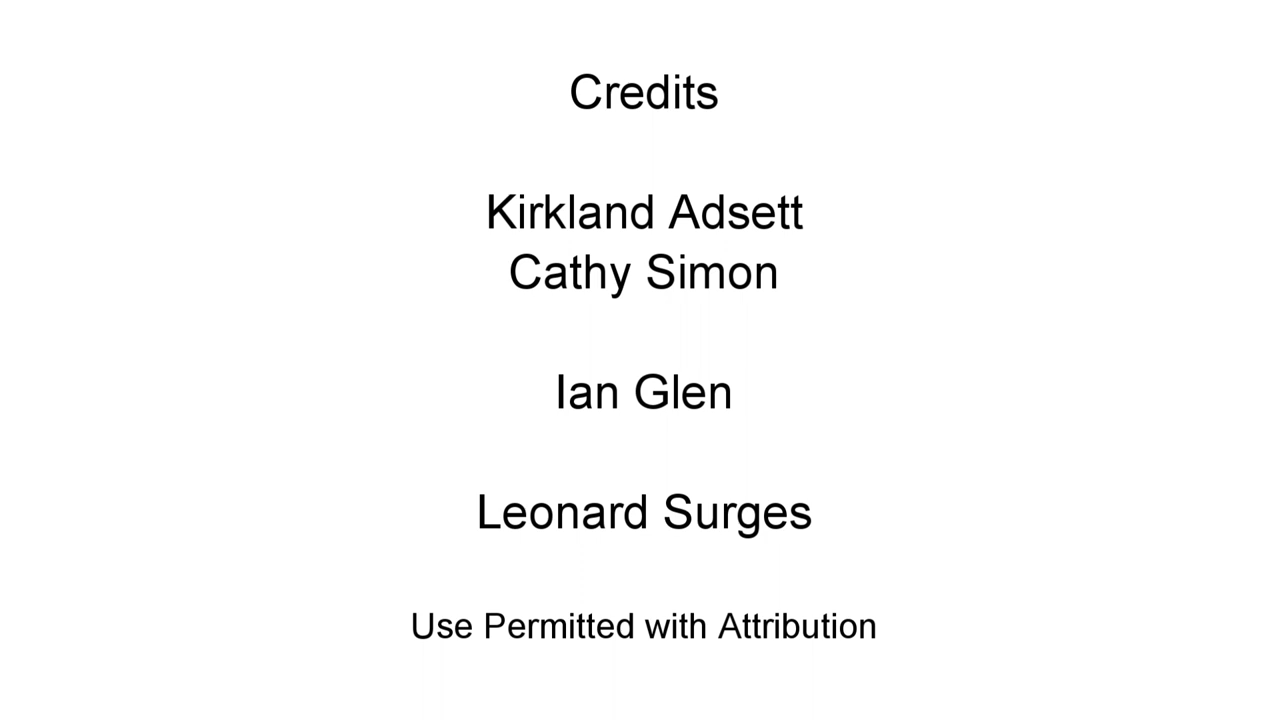 Credits
Kirkland Adsett
Cathy Simon
Ian Glen
Leonard Surges
Use Permitted with Attribution